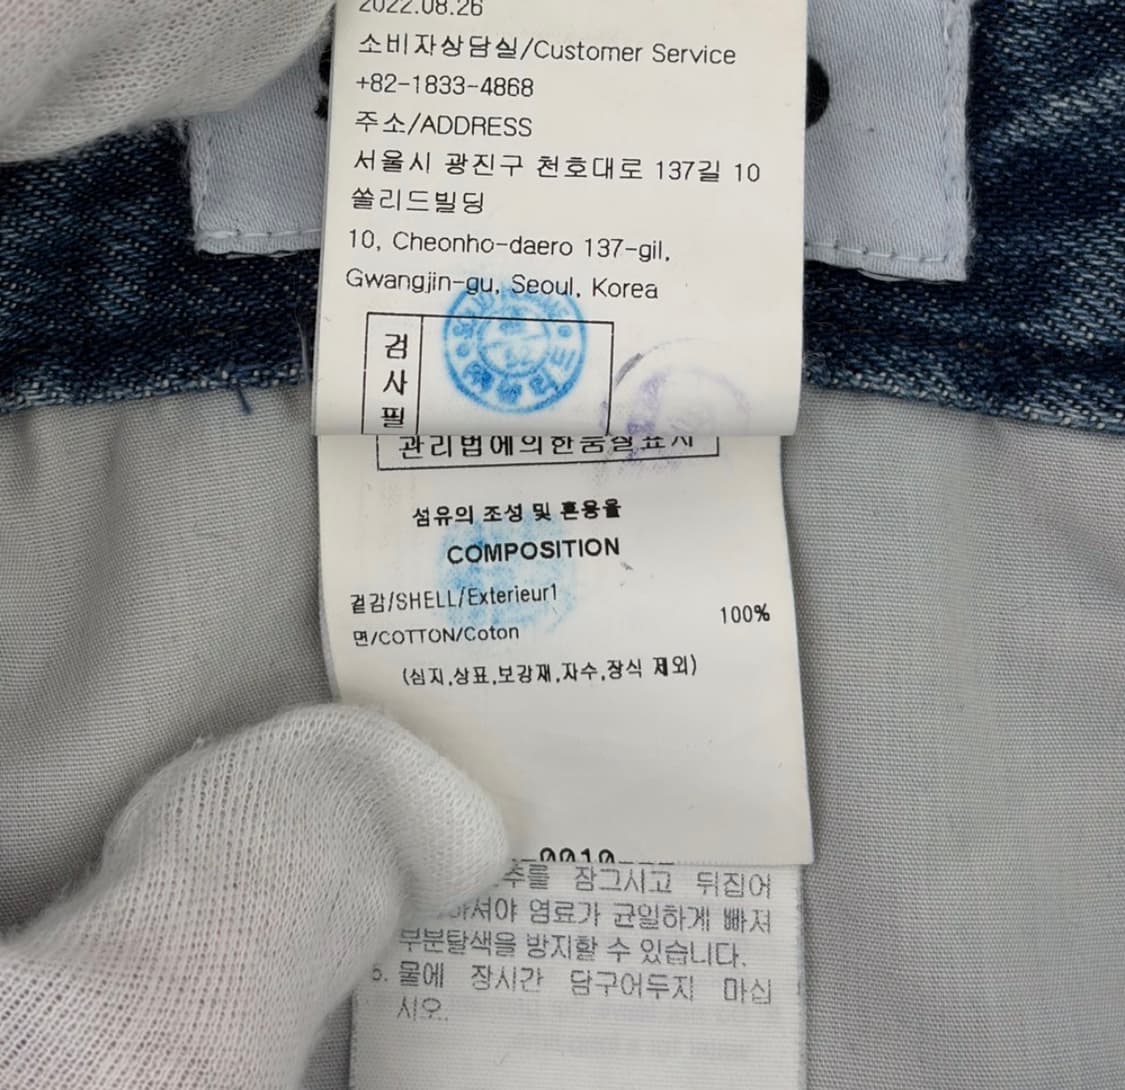 2022.08.26
소비자상담실/Customer Service
+82-1833-4868
주소/ADDRESS
서울시 광진구 천호대로 137길 10
쏠리드빌딩
10, Cheonho-daero 137-gil,
Gwangjin-gu, Seoul, Korea
검
사
필
관리법에의한품질표시
섬유의 조성 및 혼용율
COMPOSITION
겉감/SHELL/Exterieur1
100%
면/COTTON/Coton
(심지,상표,보강재,자수,장식 제외)
0010
잠그시고 뒤집어
염료가 균일하게 빠져
부분탈색을 방지할 수 있습니다.
5. 물에 장시간 담구어두지 마십
시오.